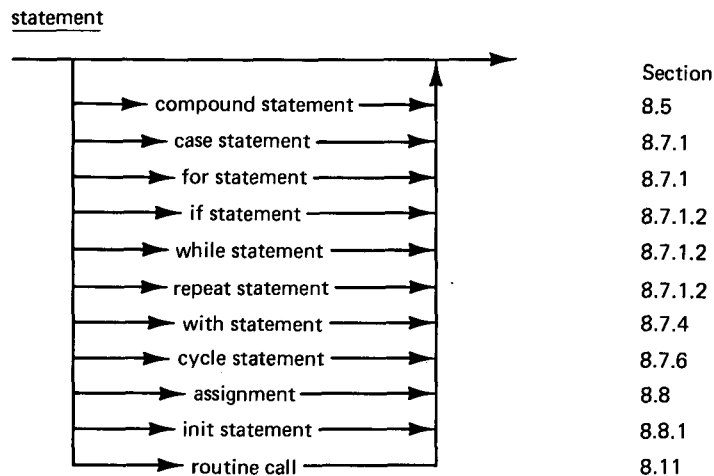 statement
Section
compound statement 8.5
case statement 8.7.1
for statement 8.7.1
if statement 8.7.1.2
while statement 8.7.1.2
repeat statement 8.7.1.2
with statement 8.7.4
cycle statement 8.7.6
assignment 8.8
init statement 8.8.1
routine call 8.11